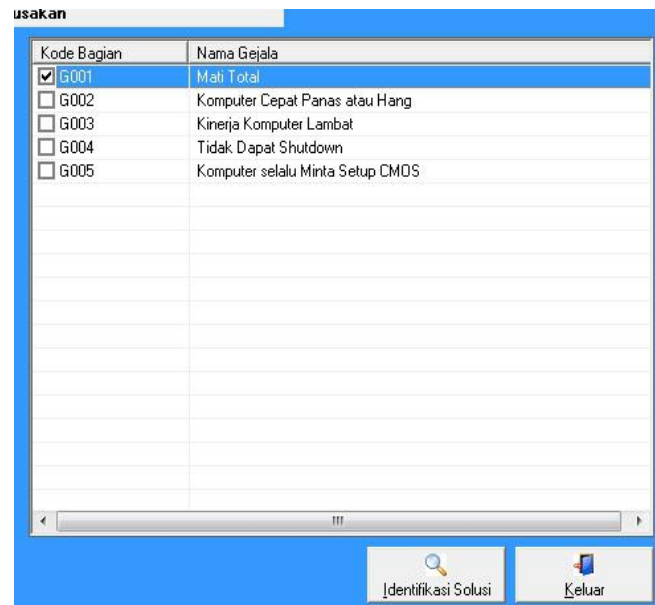 usakan
Kode Bagian Nama Gejala
G001 Mati Total
G002 Komputer Cepat Panas atau Hang
G003 Kinerja Komputer Lambat
G004 Tidak Dapat Shutdown
G005 Komputer selalu Minta Setup CMOS
Identifikasi Solusi Keluar